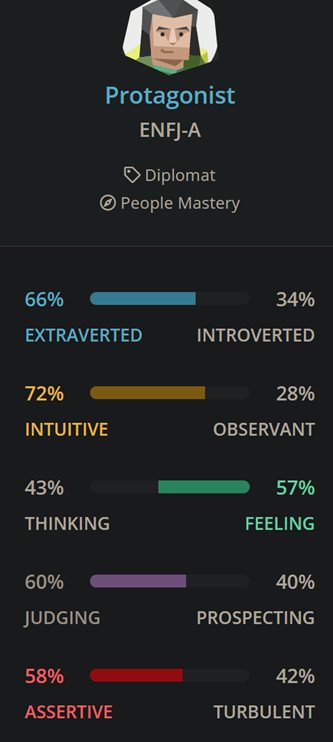 Protagonist
ENFJ-A
Diplomat
People Mastery
66% 34%
EXTRAVERTED INTROVERTED
72% 28%
INTUITIVE OBSERVANT
43% 57%
THINKING FEELING
60% 40%
JUDGING PROSPECTING
58% 42%
ASSERTIVE TURBULENT